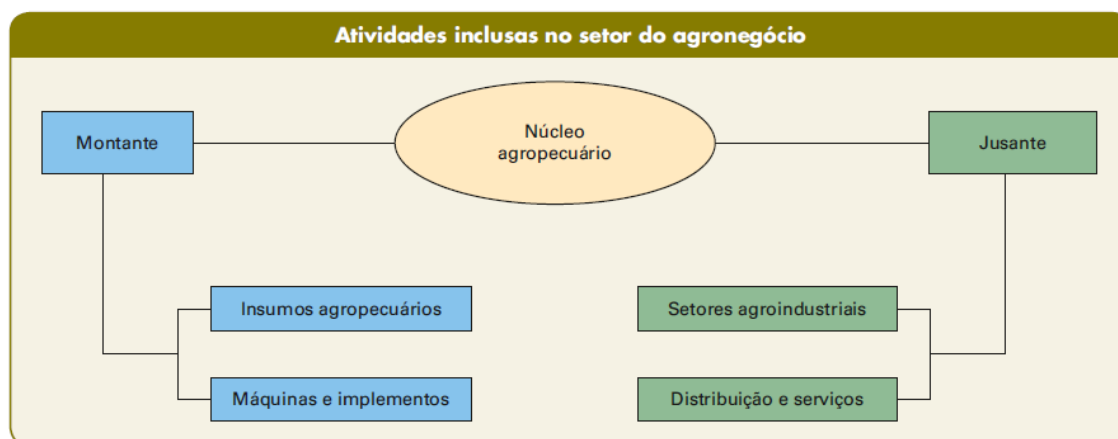 Atividades inclusas no setor do agronegócio
Montante
Núcleo
agropecuário
Jusante
Insumos agropecuários
Setores agroindustriais
Máquinas e implementos
Distribuição e serviços